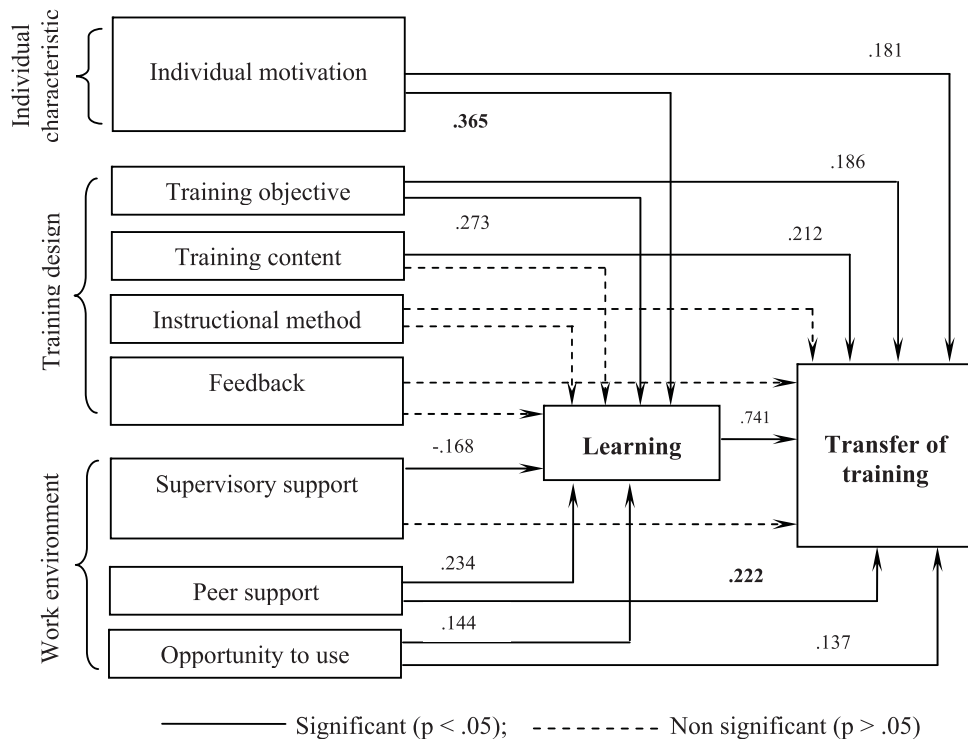 Individual
characteristic
Individual motivation
.181
.365
Training design
Training objective
.186
.273
Training content
.212
Instructional method
Feedback
Learning
.741
Transfer of
training
Work environment
Supervisory support
-.168
Peer support
.234
.222
Opportunity to use
.144
.137
Significant (p < .05);
Non significant (p > .05)